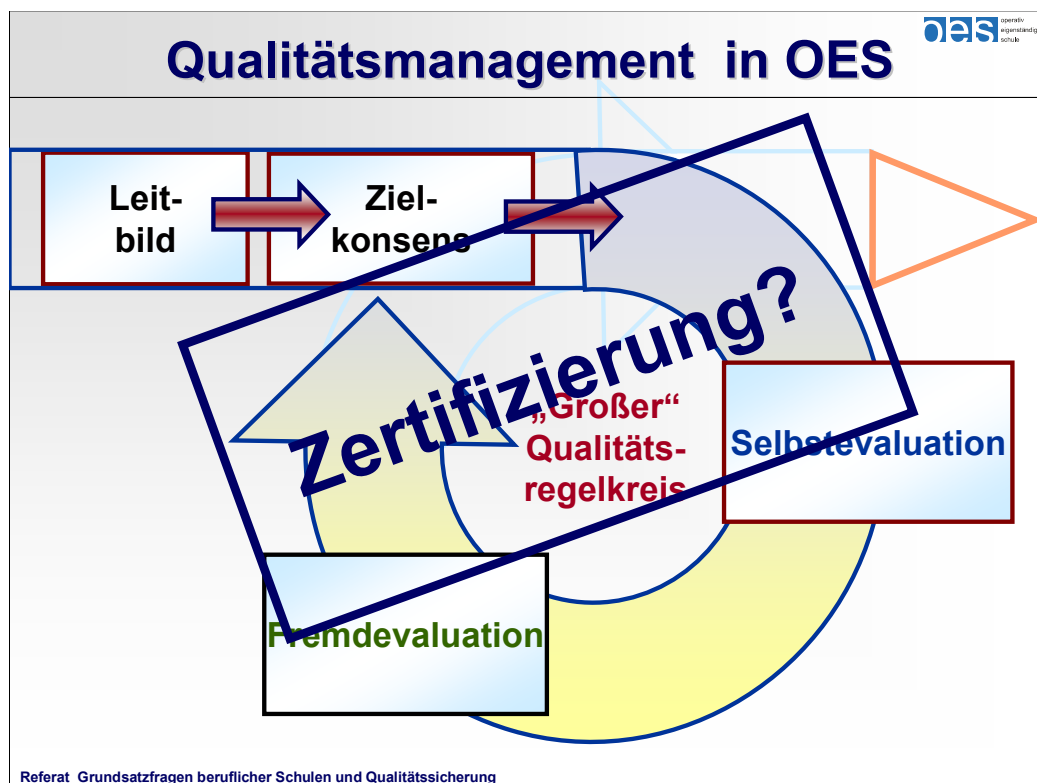 Qualitätsmanagement in OES
oes
operativ
eigenständige
schule
Leit-
bild
Ziel-
konsens
Zertifizierung?
„Großer“
Qualitäts-
regelkreis
Selbstevaluation
Fremdevaluation
Referat Grundsatzfragen beruflicher Schulen und Qualitätssicherung